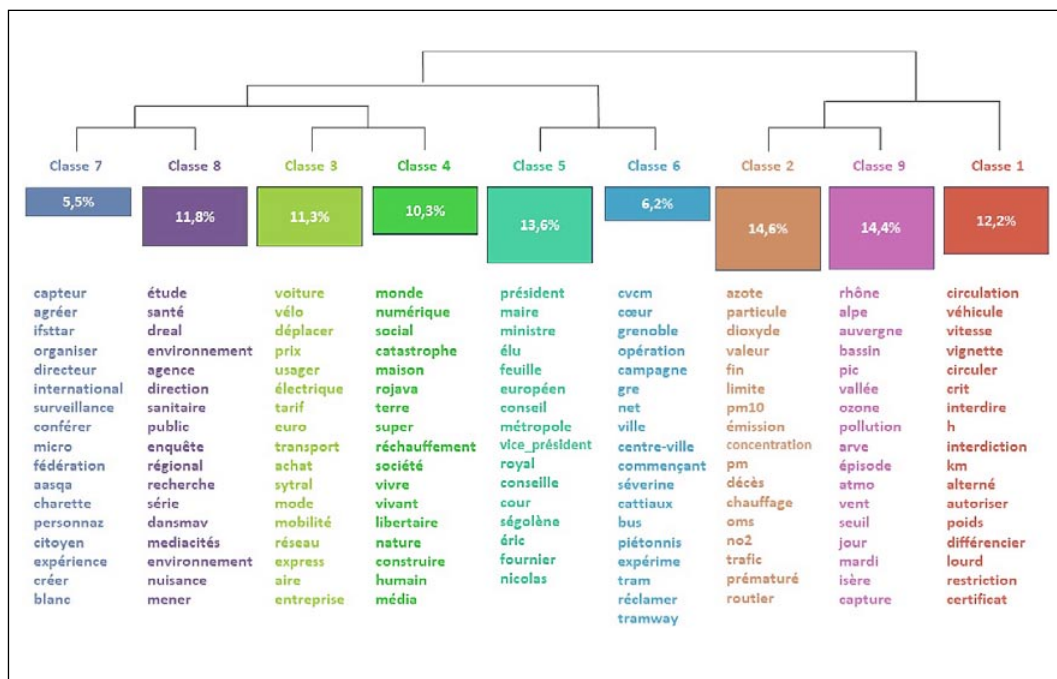 Classe 7
5,5%
capteur
agréer
ifsttar
organiser
directeur
international
surveillance
conférer
micro
fédération
aasqa
charette
personnaz
citoyen
expérience
créer
blanc
Classe 8
11,8%
étude
santé
dreal
environnement
agence
direction
sanitaire
public
enquête
régional
recherche
série
dansmav
mediacités
environnement
nuisance
mener
Classe 3
11,3%
voiture
vélo
déplacer
prix
usager
électrique
tarif
euro
transport
achat
sytral
mode
mobilité
réseau
express
aire
entreprise
Classe 4
10,3%
monde
numérique
social
catastrophe
maison
rojava
terre
super
réchauffement
société
vivre
vivant
libertaire
nature
construire
humain
média
Classe 5
13,6%
président
maire
ministre
élu
feuille
européen
conseil
métropole
vice_président
royal
conseille
cour
ségolène
éric
fournier
nicolas
Classe 6
6,2%
cvcm
cœur
grenoble
opération
campagne
gre
net
ville
centre-ville
commençant
séverine
cattiaux
bus
piétonnis
expérime
tram
réclamer
tramway
Classe 2
14,6%
azote
particule
dioxyde
valeur
fin
limite
pm10
émission
concentration
pm
décès
chauffage
oms
no2
trafic
prématuré
routier
Classe 9
14,4%
rhône
alpe
auvergne
bassin
pic
vallée
ozone
pollution
arve
épisode
atmo
vent
seuil
jour
mardi
isère
capture
Classe 1
12,2%
circulation
véhicule
vitesse
vignette
circuler
crit
interdire
h
interdiction
km
alterné
autoriser
poids
différencier
lourd
restriction
certificat